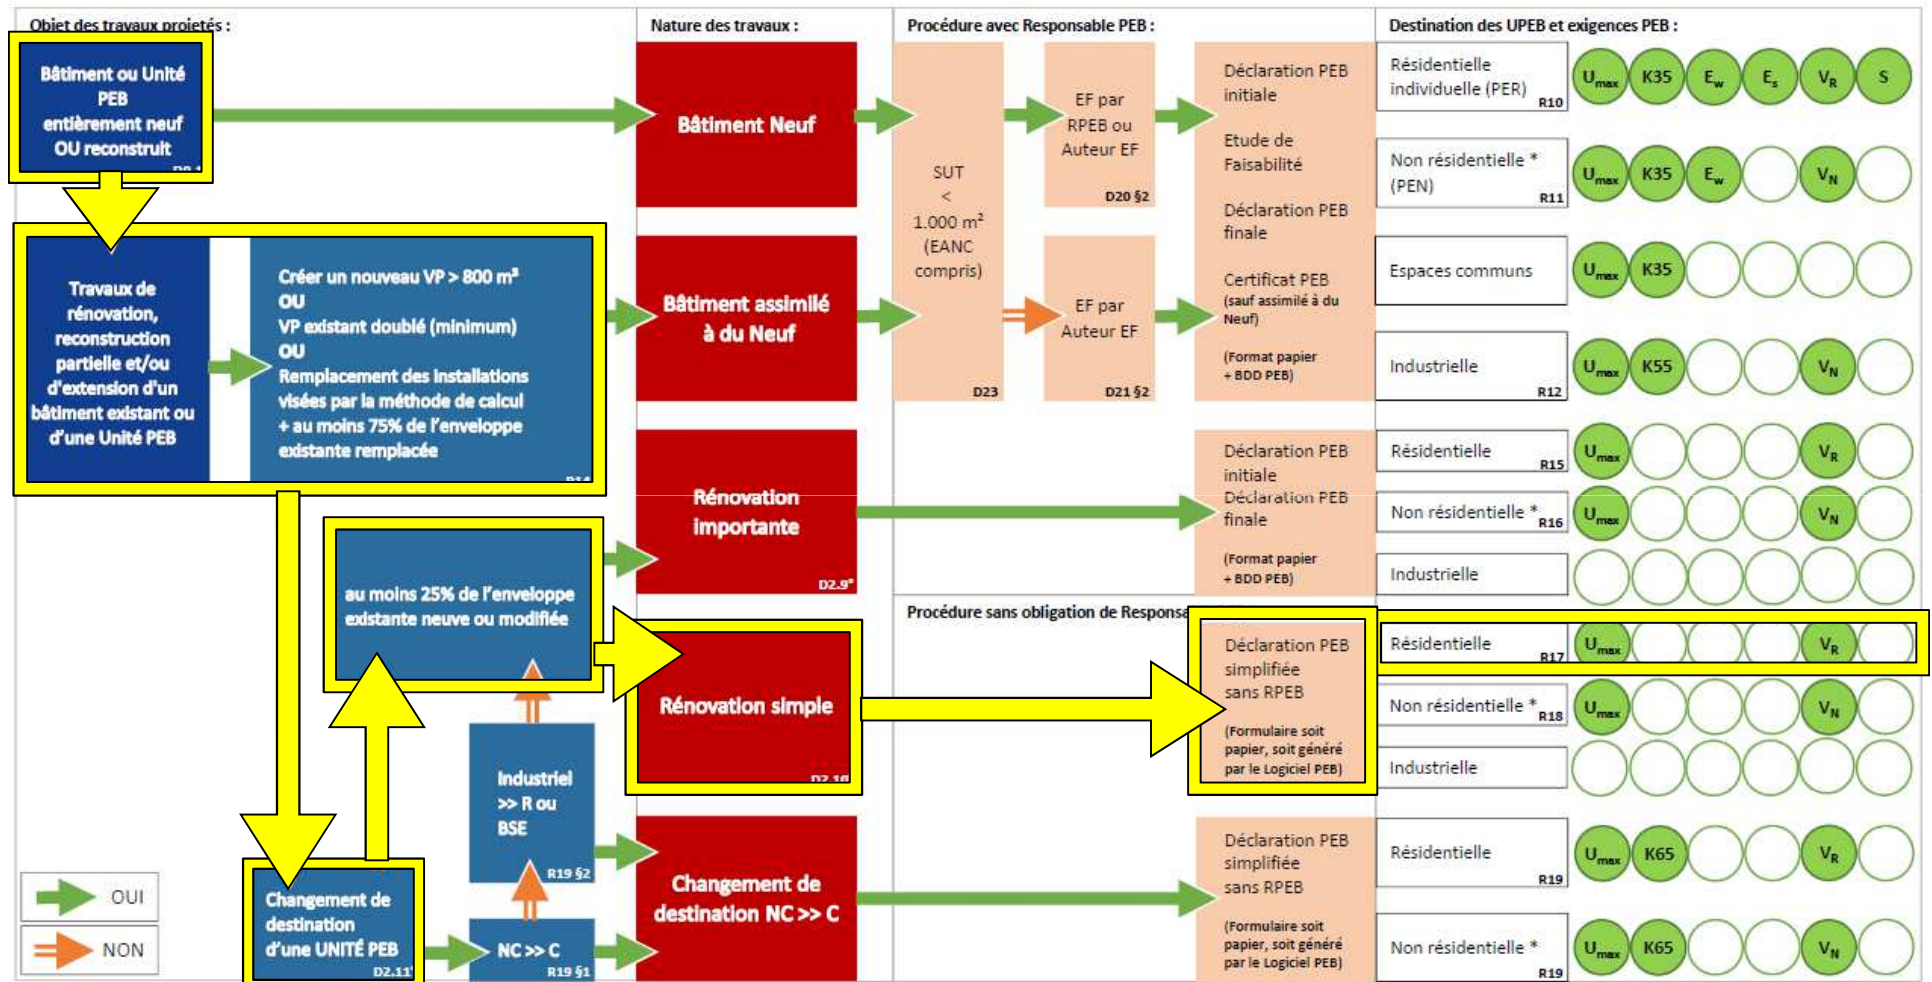 Objet des travaux projetés :
Nature des travaux :
Procédure avec Responsable PEB :
Destination des UPEB et exigences PEB :
Bâtiment ou Unité
PEB
entièrement neuf
OU reconstruit
Bâtiment Neuf
SUT
<
1.000 m²
(EANC
compris)
D23
EF par
RPEB ou
Auteur EF
D20 §2
Déclaration PEB
initiale
Etude de
Faisabilité
Déclaration PEB
finale
Certificat PEB
(sauf assimilé à du
Neuf)
(Format papier
+ BDD PEB)
Résidentielle
individuelle (PER)
R10
Umax K35 Ew Es VR S
Non résidentielle *
(PEN)
R11
Umax K35 Ew VN
Travaux de
rénovation,
reconstruction
partielle et/ou
d'extension d'un
bâtiment existant ou
d'une Unité PEB
Créer un nouveau VP > 800 m³
OU
VP existant doublé (minimum)
OU
Remplacement des installations
visées par la méthode de calcul
+ au moins 75% de l'enveloppe
existante remplacée
R14
Bâtiment assimilé
à du Neuf
EF par
Auteur EF
D21 §2
Espaces communs
Umax K35
Industrielle
R12
Umax K55 VN
au moins 25% de l'enveloppe
existante neuve ou modifiée
Rénovation
importante
D2.9°
Déclaration PEB
initiale
Déclaration PEB
finale
(Format papier
+ BDD PEB)
Résidentielle
R15
Umax VR
Non résidentielle *
R16
Umax VN
Industrielle
Procédure sans obligation de Responsa
Rénovation simple
Déclaration PEB
simplifiée
sans RPEB
(Formulaire soit
papier, soit généré
par le Logiciel PEB)
Résidentielle
R17
Umax VR
Non résidentielle *
R18
Umax VN
Industrielle
Industriel
>> R ou
BSE
R19 §2
Changement de
destination
d'une UNITÉ PEB
D2.11°
NC >> C
R19 §1
Changement de
destination NC >> C
Déclaration PEB
simplifiée
sans RPEB
(Formulaire soit
papier, soit généré
par le Logiciel PEB)
Résidentielle
R19
Umax K65 VR
Non résidentielle *
R19
Umax K65 VN
OUI
NON